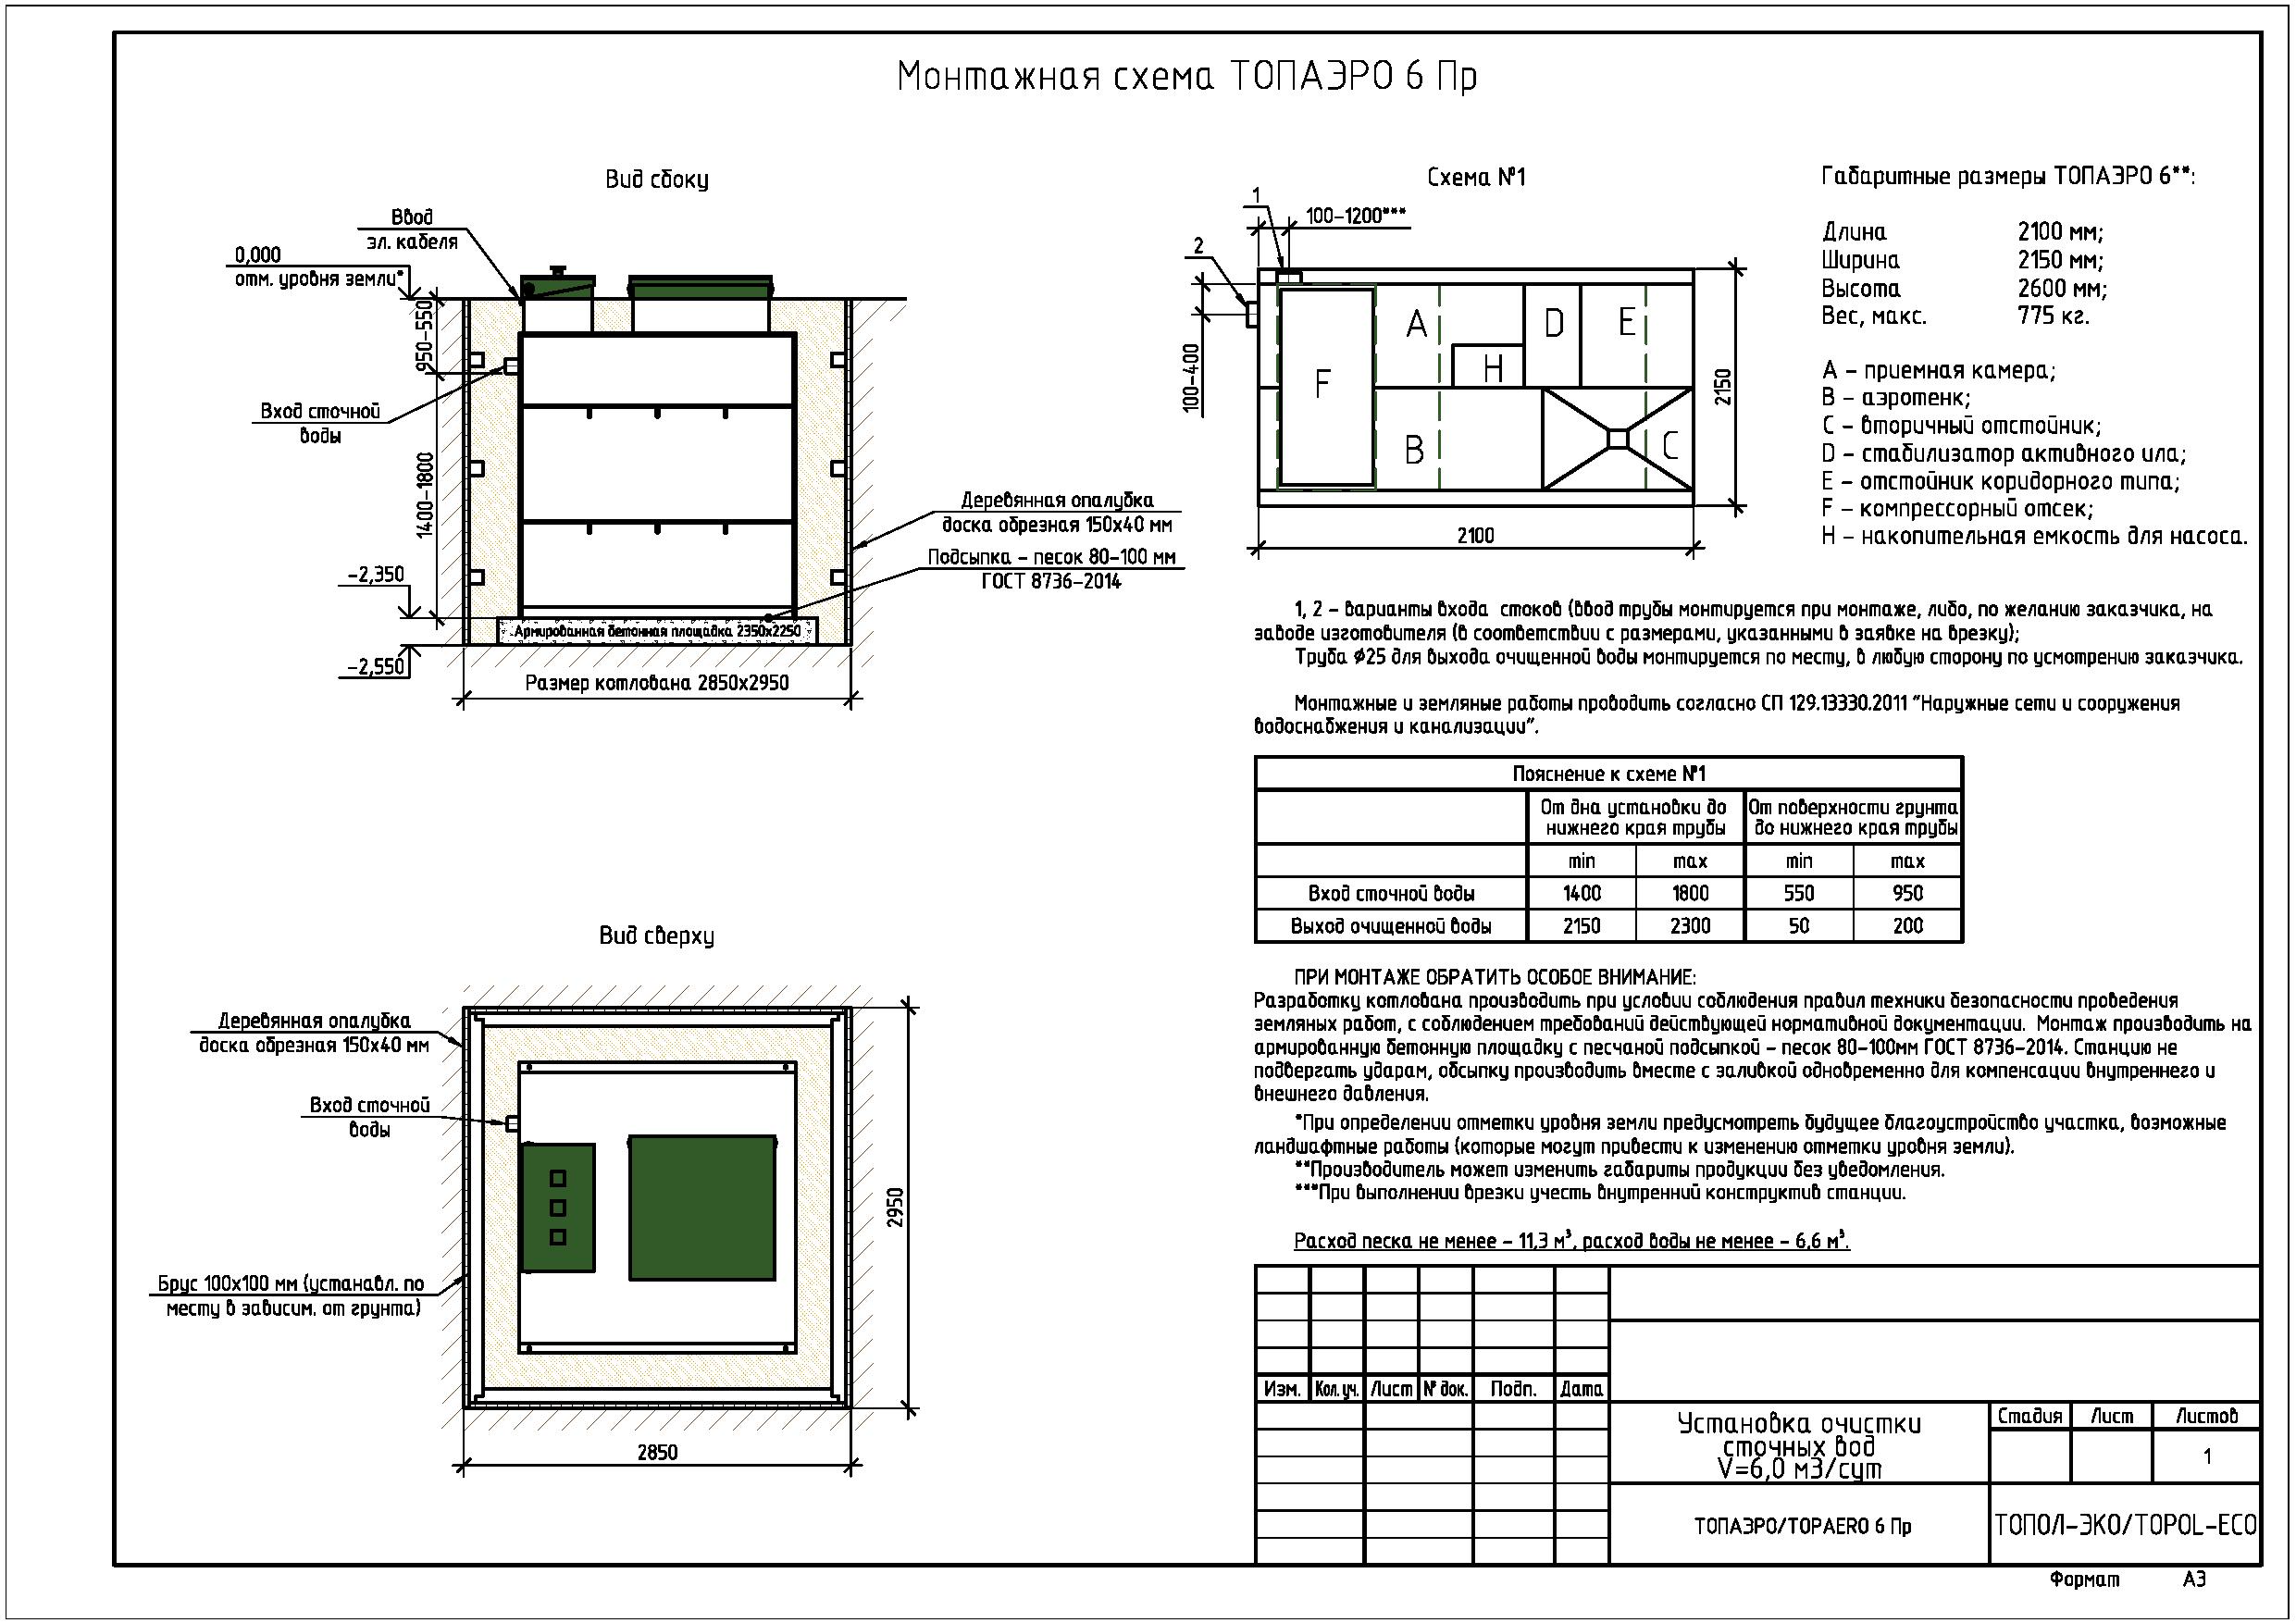 Монтажная схема ТОПАЭРО 6 Пр
Вид сбоку
Ввод
эл. кабеля
0,000
отм. уровня земли*
950-550
Вход сточной
воды
1400-1800
-2,350
-2,550
Армированная бетонная площадка 2350х2250
Размер котлована 2850х2950
Деревянная опалубка
доска обрезная 150х40 мм
Подсыпка - песок 80-100 мм
ГОСТ 8736-2014
Схема №1
1
100-1200***
2
100-400
A
B
C
D
E
F
H
2150
2100
Габаритные размеры ТОПАЭРО 6**:
Длина 2100 мм;
Ширина 2150 мм;
Высота 2600 мм;
Вес, макс. 775 кг.
A - приемная камера;
B - аэротенк;
C - вторичный отстойник;
D - стабилизатор активного ила;
E - отстойник коридорного типа;
F - компрессорный отсек;
H - накопительная емкость для насоса.
1, 2 - варианты входа стоков (ввод трубы монтируется при монтаже, либо, по желанию заказчика, на
заводе изготовителя (в соответствии с размерами, указанными в заявке на врезку);
Труба ø25 для выхода очищенной воды монтируется по месту, в любую сторону по усмотрению заказчика.
Монтажные и земляные работы проводить согласно СП 129.13330.2011 "Наружные сети и сооружения
водоснабжения и канализации".
Пояснение к схеме №1
От дна установки до От поверхности грунта
нижнего края трубы до нижнего края трубы
min max min max
Вход сточной воды 1400 1800 550 950
Выход очищенной воды 2150 2300 50 200
ПРИ МОНТАЖЕ ОБРАТИТЬ ОСОБОЕ ВНИМАНИЕ:
Разработку котлована производить при условии соблюдения правил техники безопасности проведения
земляных работ, с соблюдением требований действующей нормативной документации. Монтаж производить на
армированную бетонную площадку с песчаной подсыпкой - песок 80-100мм ГОСТ 8736-2014. Станцию не
подвергать ударам, обсыпку производить вместе с заливкой одновременно для компенсации внутреннего и
внешнего давления.
*При определении отметки уровня земли предусмотреть будущее благоустройство участка, возможные
ландшафтные работы (которые могут привести к изменению отметки уровня земли).
**Производитель может изменить габариты продукции без уведомления.
***При выполнении врезки учесть внутренний конструктив станции.
Расход песка не менее - 11,3 м³, расход воды не менее - 6,6 м³.
Вид сверху
Деревянная опалубка
доска обрезная 150х40 мм
Вход сточной
воды
Брус 100х100 мм (устанавл. по
месту в зависим. от грунта)
2950
2850
Изм. Кол. уч. Лист № док. Подп. Дата
Установка очистки
сточных вод
V=6,0 м3/сут
Стадия Лист Листов
1
ТОПАЭРО/TOPAERO 6 Пр
ТОПОЛ-ЭКО/TOPOL-ECO
Формат А3